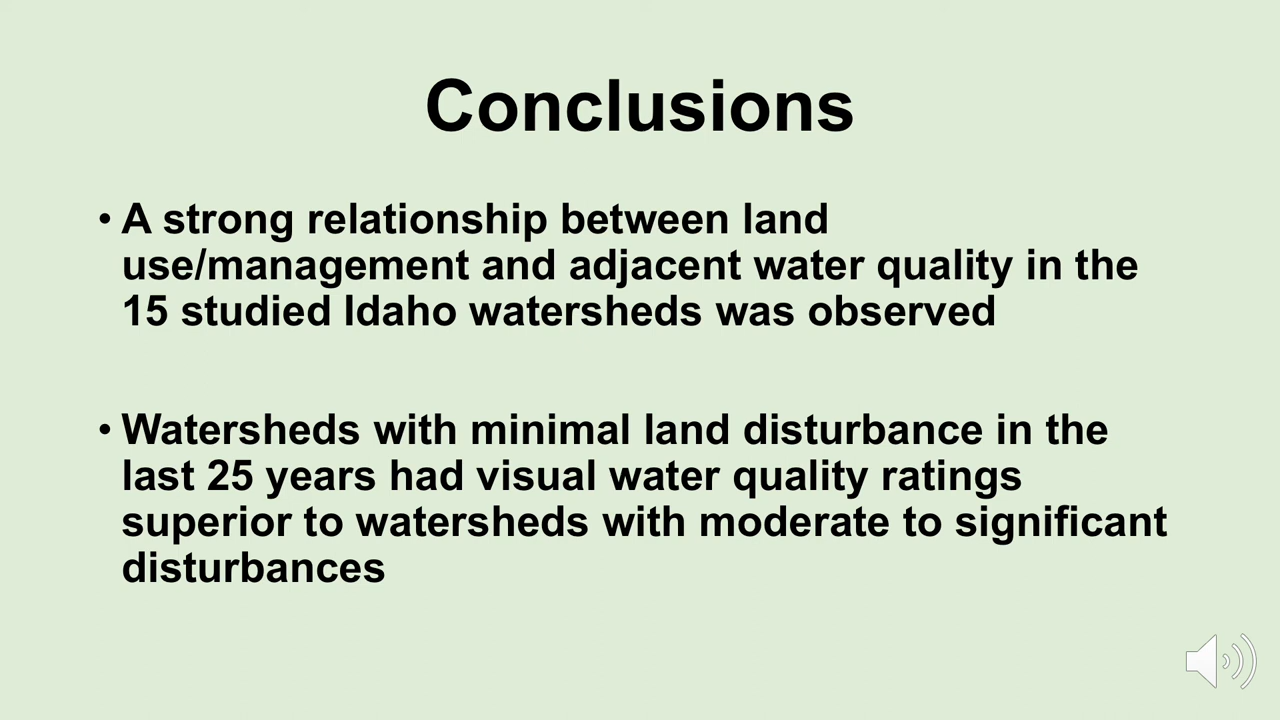 Conclusions
• A strong relationship between land
use/management and adjacent water quality in the
15 studied Idaho watersheds was observed
• Watersheds with minimal land disturbance in the
last 25 years had visual water quality ratings
superior to watersheds with moderate to significant
disturbances